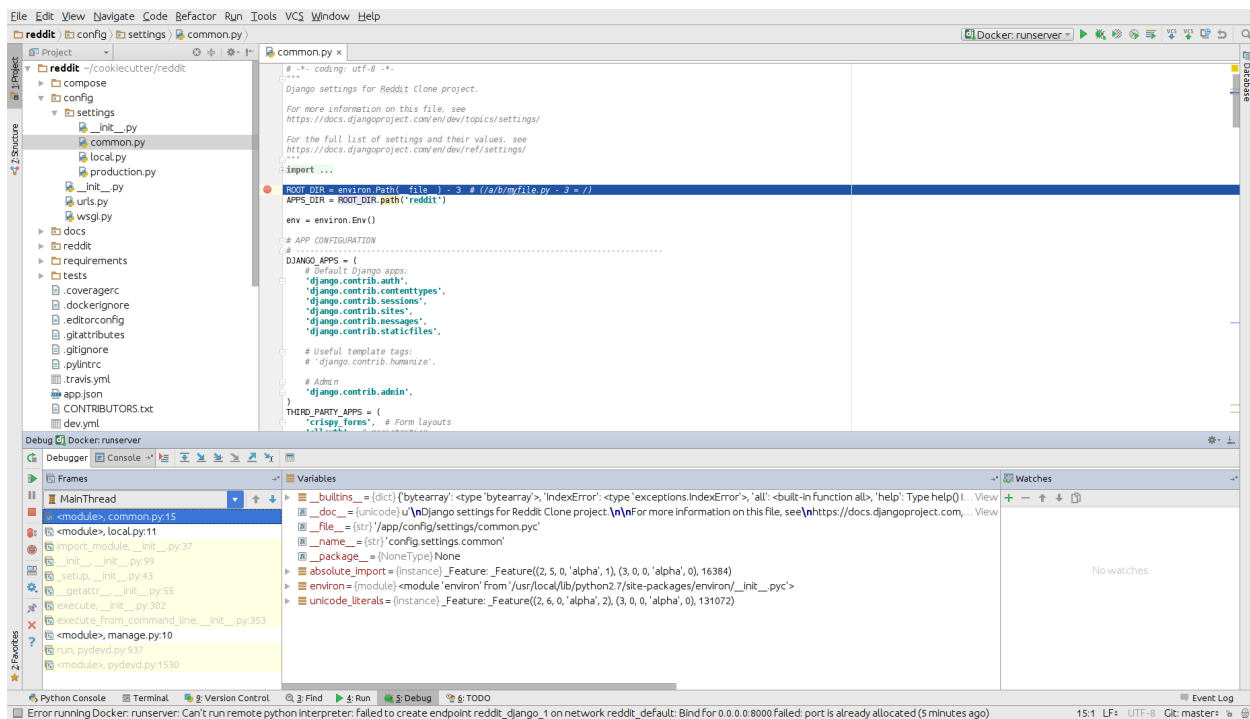 File Edit View Navigate Code Refactor Run Tools VCS Window Help
reddit config settings common.py
Docker: runserver
Project
common.py ×
1: Project
Z: Structure
2: Favorites
Database
reddit ~/cookiecutter/reddit
compose
config
settings
__init__.py
common.py
local.py
production.py
__init__.py
urls.py
wsgi.py
docs
reddit
requirements
tests
.coveragerc
.dockerignore
.editorconfig
.gitattributes
.gitignore
.pylintrc
.travis.yml
app.json
CONTRIBUTORS.txt
dev.yml
# -*- coding: utf-8 -*-
"""
Django settings for Reddit Clone project.
For more information on this file, see
https://docs.djangoproject.com/en/dev/topics/settings/
For the full list of settings and their values, see
https://docs.djangoproject.com/en/dev/ref/settings/
"""
import ...
ROOT_DIR = environ.Path(__file__) - 3 # (/a/b/myfile.py - 3 = /)
APPS_DIR = ROOT_DIR.path('reddit')
env = environ.Env()
# APP CONFIGURATION
# ------------------------------------------------------------------------------
DJANGO_APPS = (
# Default Django apps:
'django.contrib.auth',
'django.contrib.contenttypes',
'django.contrib.sessions',
'django.contrib.sites',
'django.contrib.messages',
'django.contrib.staticfiles',
# Useful template tags:
# 'django.contrib.humanize',
# Admin
'django.contrib.admin',
)
THIRD_PARTY_APPS = (
'crispy_forms', # Form layouts
Debug Docker: runserver
Debugger Console
Frames
MainThread
<module>, common.py:15
<module>, local.py:11
import_module, __init__.py:37
__init__, __init__.py:99
_setup, __init__.py:43
__getattr__, __init__.py:55
execute, __init__.py:302
execute_from_command_line, __init__.py:353
<module>, manage.py:10
run, pydevd.py:937
<module>, pydevd.py:1530
Variables
__builtins__ = {dict} {'bytearray': <type 'bytearray'>, 'IndexError': <type 'exceptions.IndexError'>, 'all': <built-in function all>, 'help': Type help() I... View
__doc__ = {unicode} u'\nDjango settings for Reddit Clone project.\n\nFor more information on this file, see\nhttps://docs.djangoproject.com,... View
__file__ = {str} '/app/config/settings/common.pyc'
__name__ = {str} 'config.settings.common'
__package__ = {NoneType} None
absolute_import = {instance} _Feature: _Feature((2, 5, 0, 'alpha', 1), (3, 0, 0, 'alpha', 0), 16384)
environ = {module} <module 'environ' from '/usr/local/lib/python2.7/site-packages/environ/__init__.pyc'>
unicode_literals = {instance} _Feature: _Feature((2, 6, 0, 'alpha', 2), (3, 0, 0, 'alpha', 0), 131072)
Watches
No watches
Python Console Terminal 9: Version Control 3: Find 4: Run 5: Debug 6: TODO Event Log
Error running Docker: runserver: Can't run remote python interpreter: failed to create endpoint reddit_django_1 on network reddit_default: Bind for 0.0.0.0:8000 failed: port is already allocated (5 minutes ago) 15:1 LF÷ UTF-8 Git: master÷